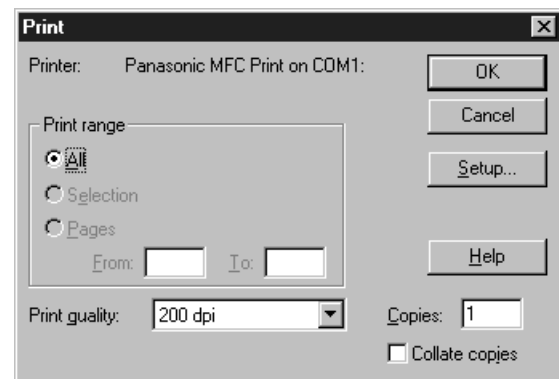 Print
Printer: Panasonic MFC Print on COM1:
OK
Cancel
Setup...
Help
Print range
All
Selection
Pages
From: To:
Print quality: 200 dpi
Copies: 1
Collate copies